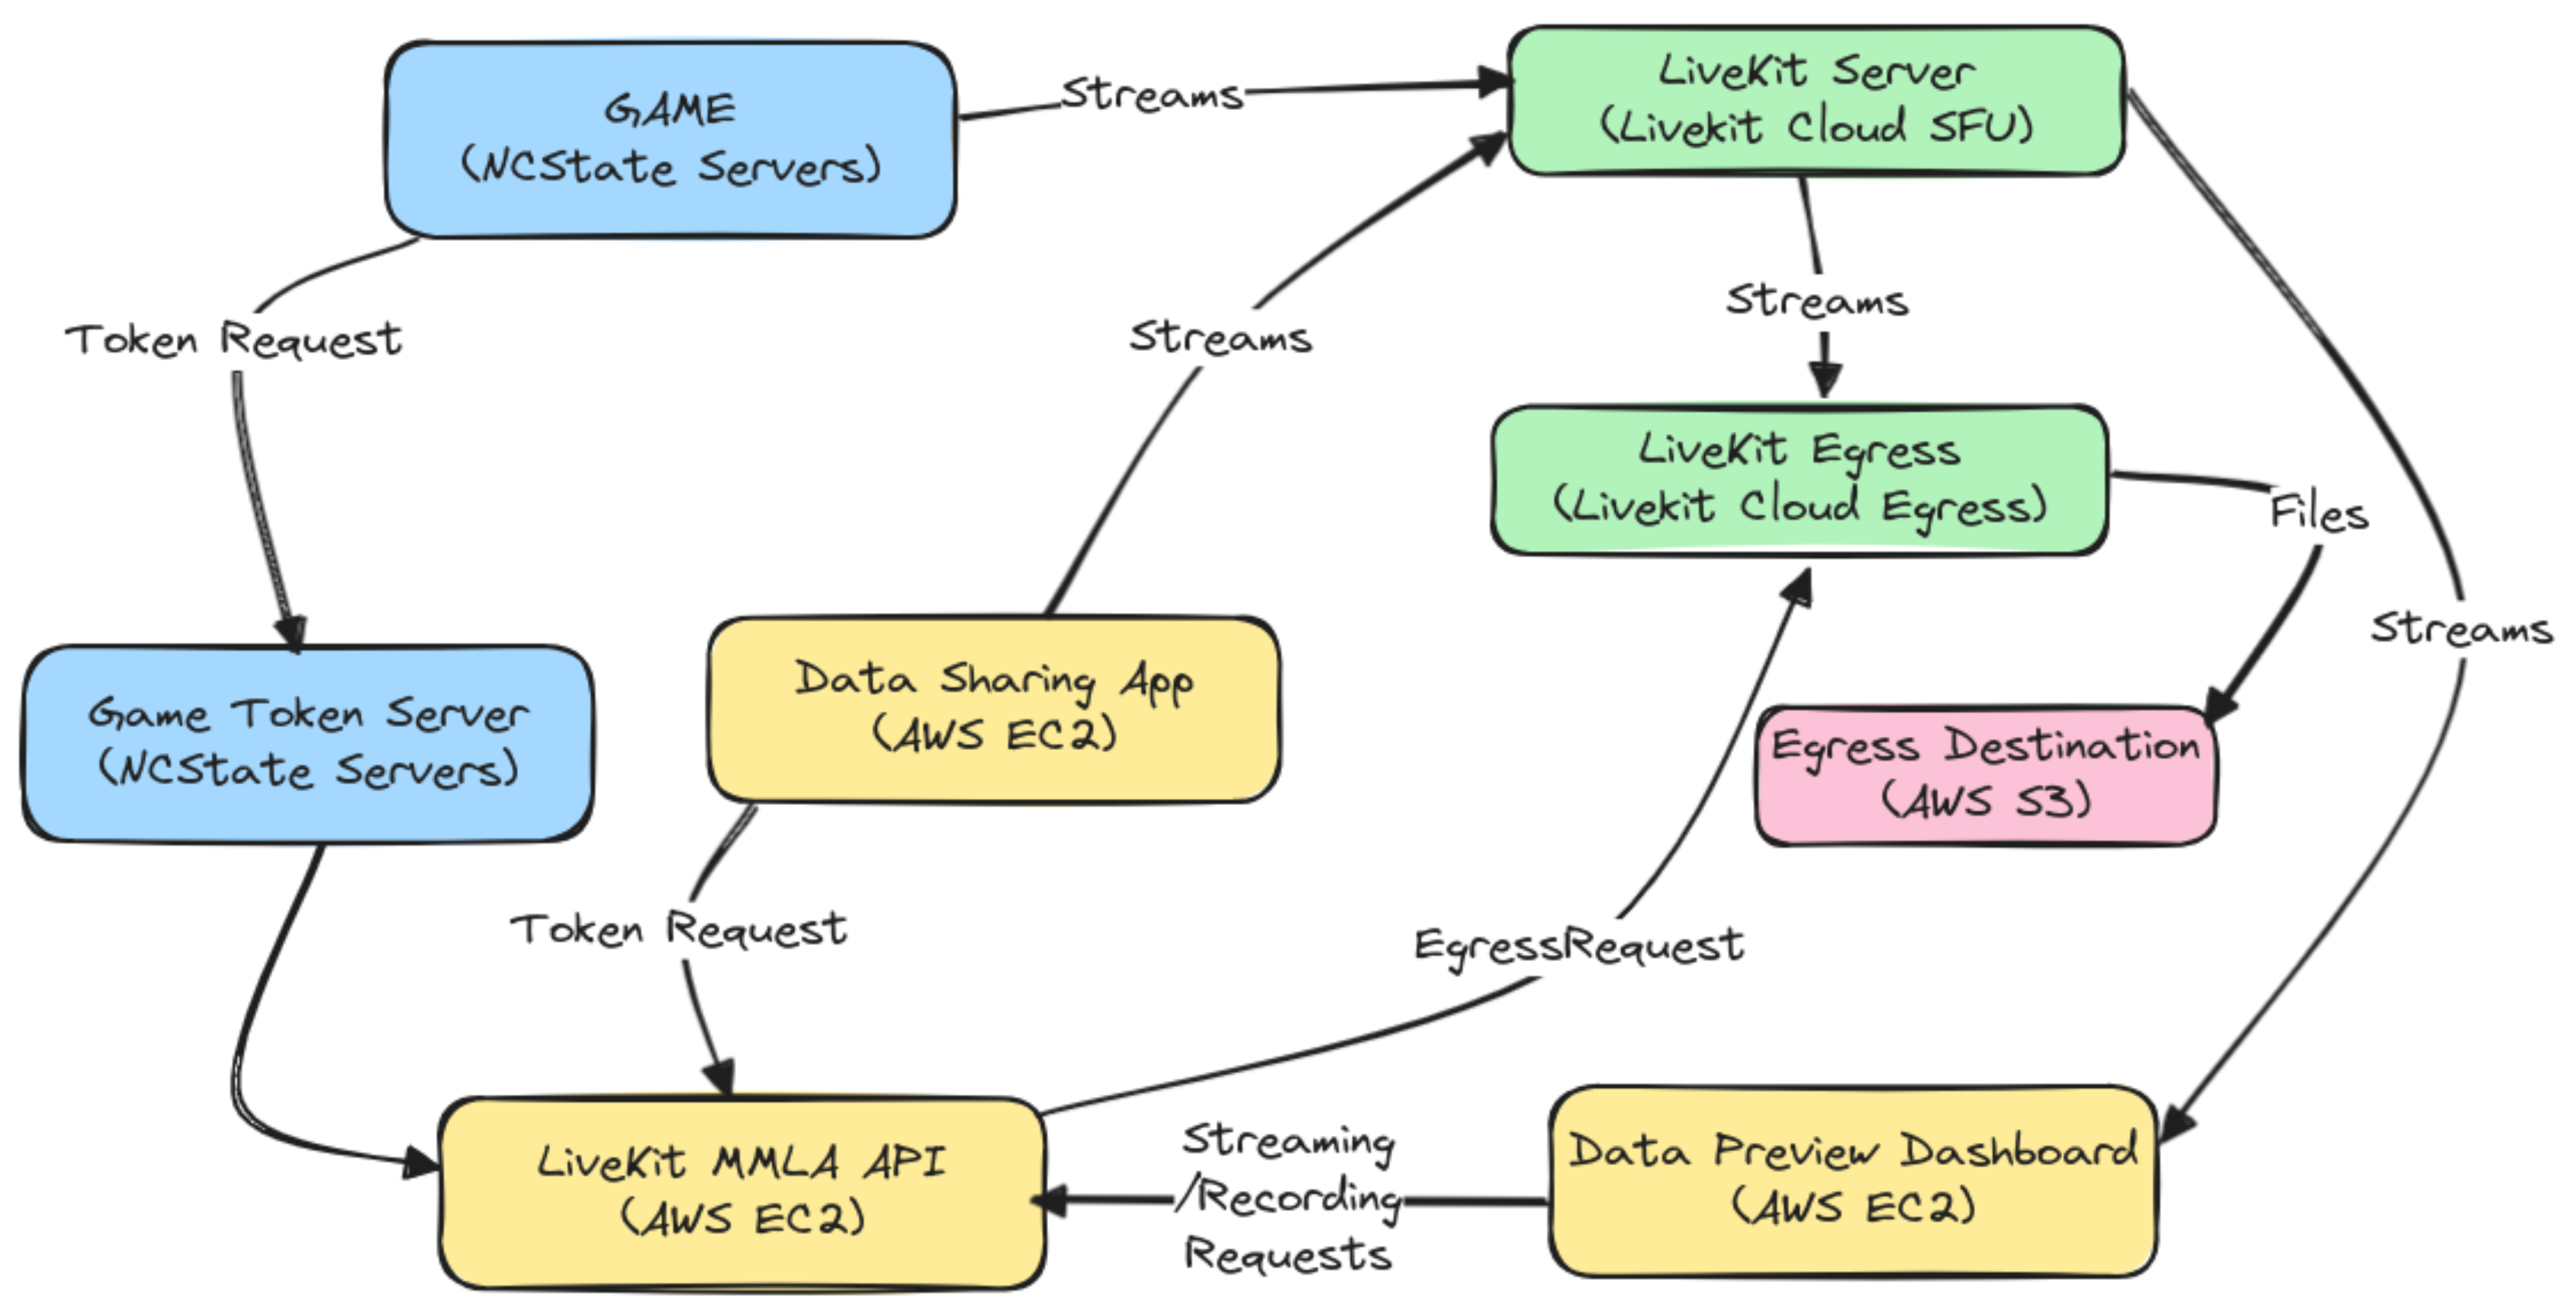 GAME
(NCState Servers)
Streams
LiveKit Server
(Livekit Cloud SFU)
Token Request
Streams
Streams
LiveKit Egress
(Livekit Cloud Egress)
Files
Streams
Game Token Server
(NCState Servers)
Data Sharing App
(AWS EC2)
Egress Destination
(AWS S3)
Token Request
EgressRequest
LiveKit MMLA API
(AWS EC2)
Streaming
/Recording
Requests
Data Preview Dashboard
(AWS EC2)